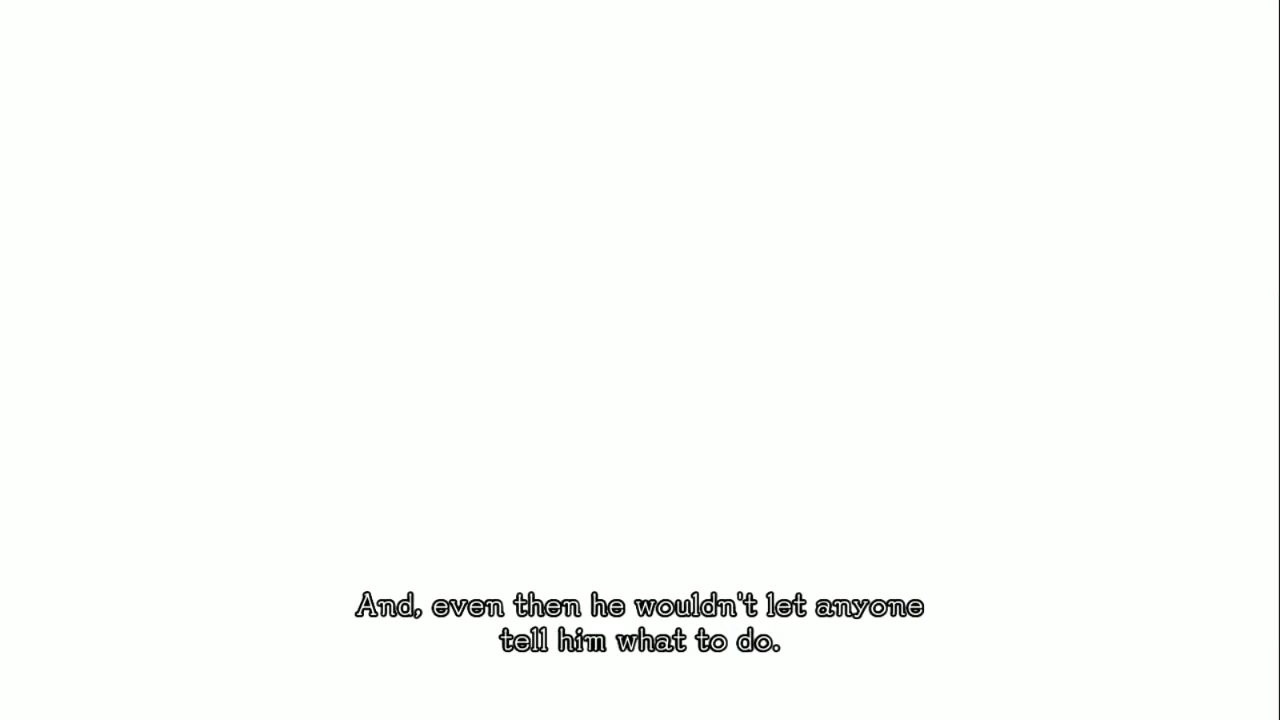 And, even then he wouldn't let anyone
tell him what to do.